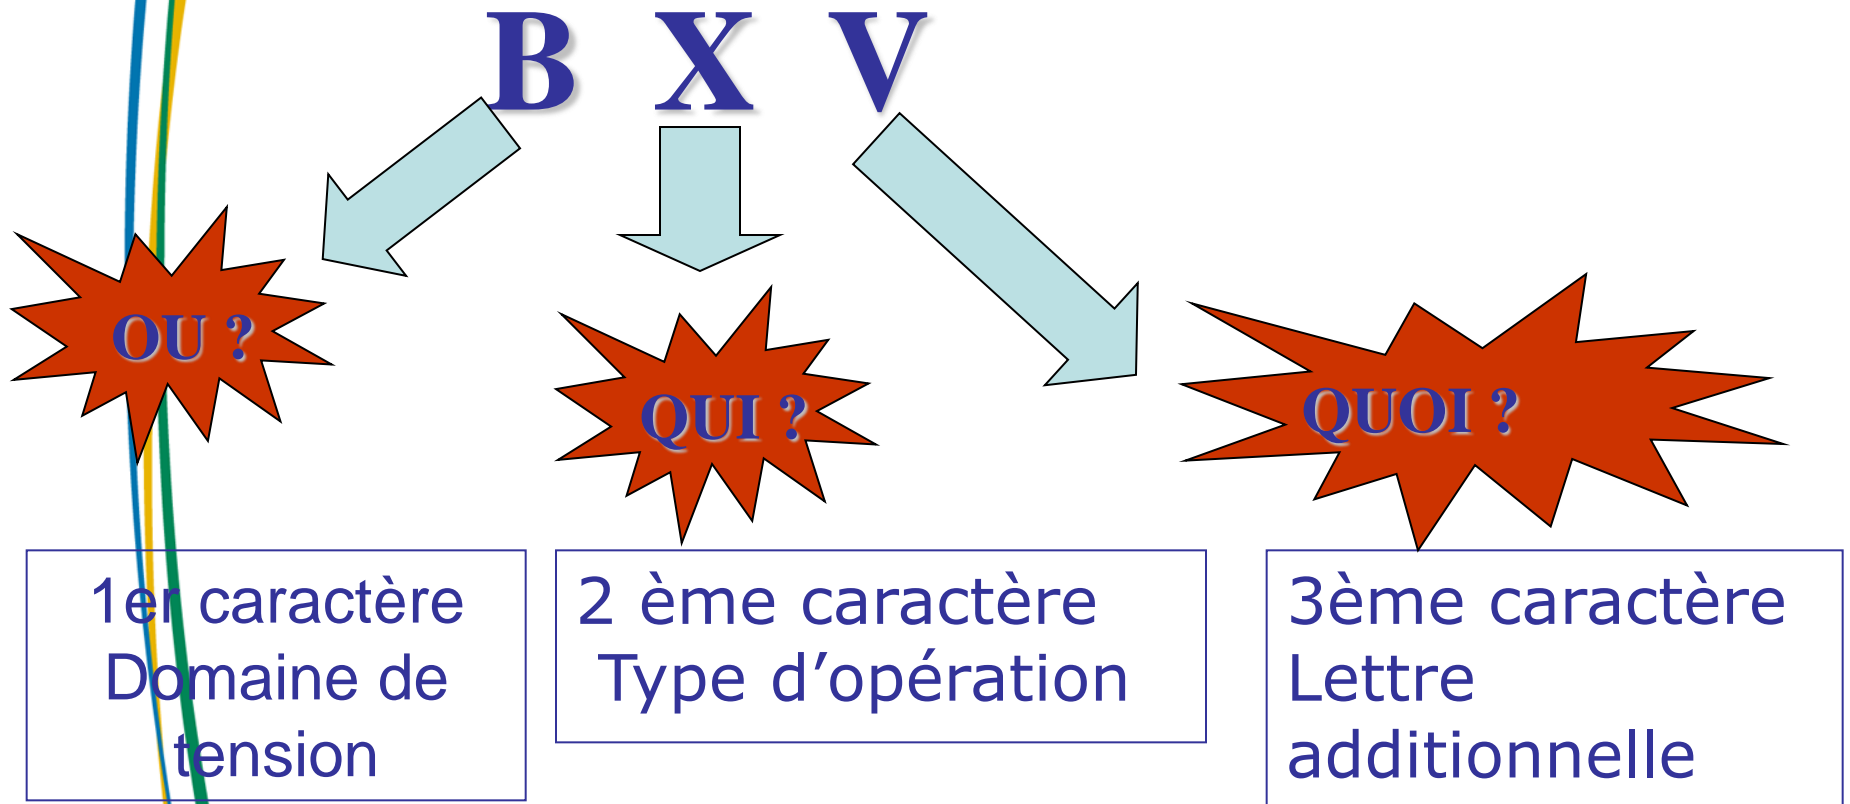 B X V
OU ?
QUI ?
QUOI ?
1er caractère
Domaine de
tension
2 ème caractère
Type d’opération
3ème caractère
Lettre
additionnelle